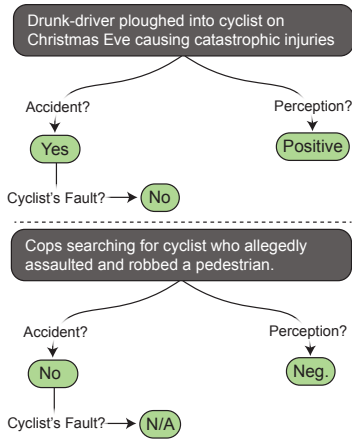 Drunk-driver ploughed into cyclist on
Christmas Eve causing catastrophic injuries
Accident?
Perception?
Yes
Positive
Cyclist's Fault?
No
Cops searching for cyclist who allegedly
assaulted and robbed a pedestrian.
Accident?
Perception?
No
Neg.
Cyclist's Fault?
N/A